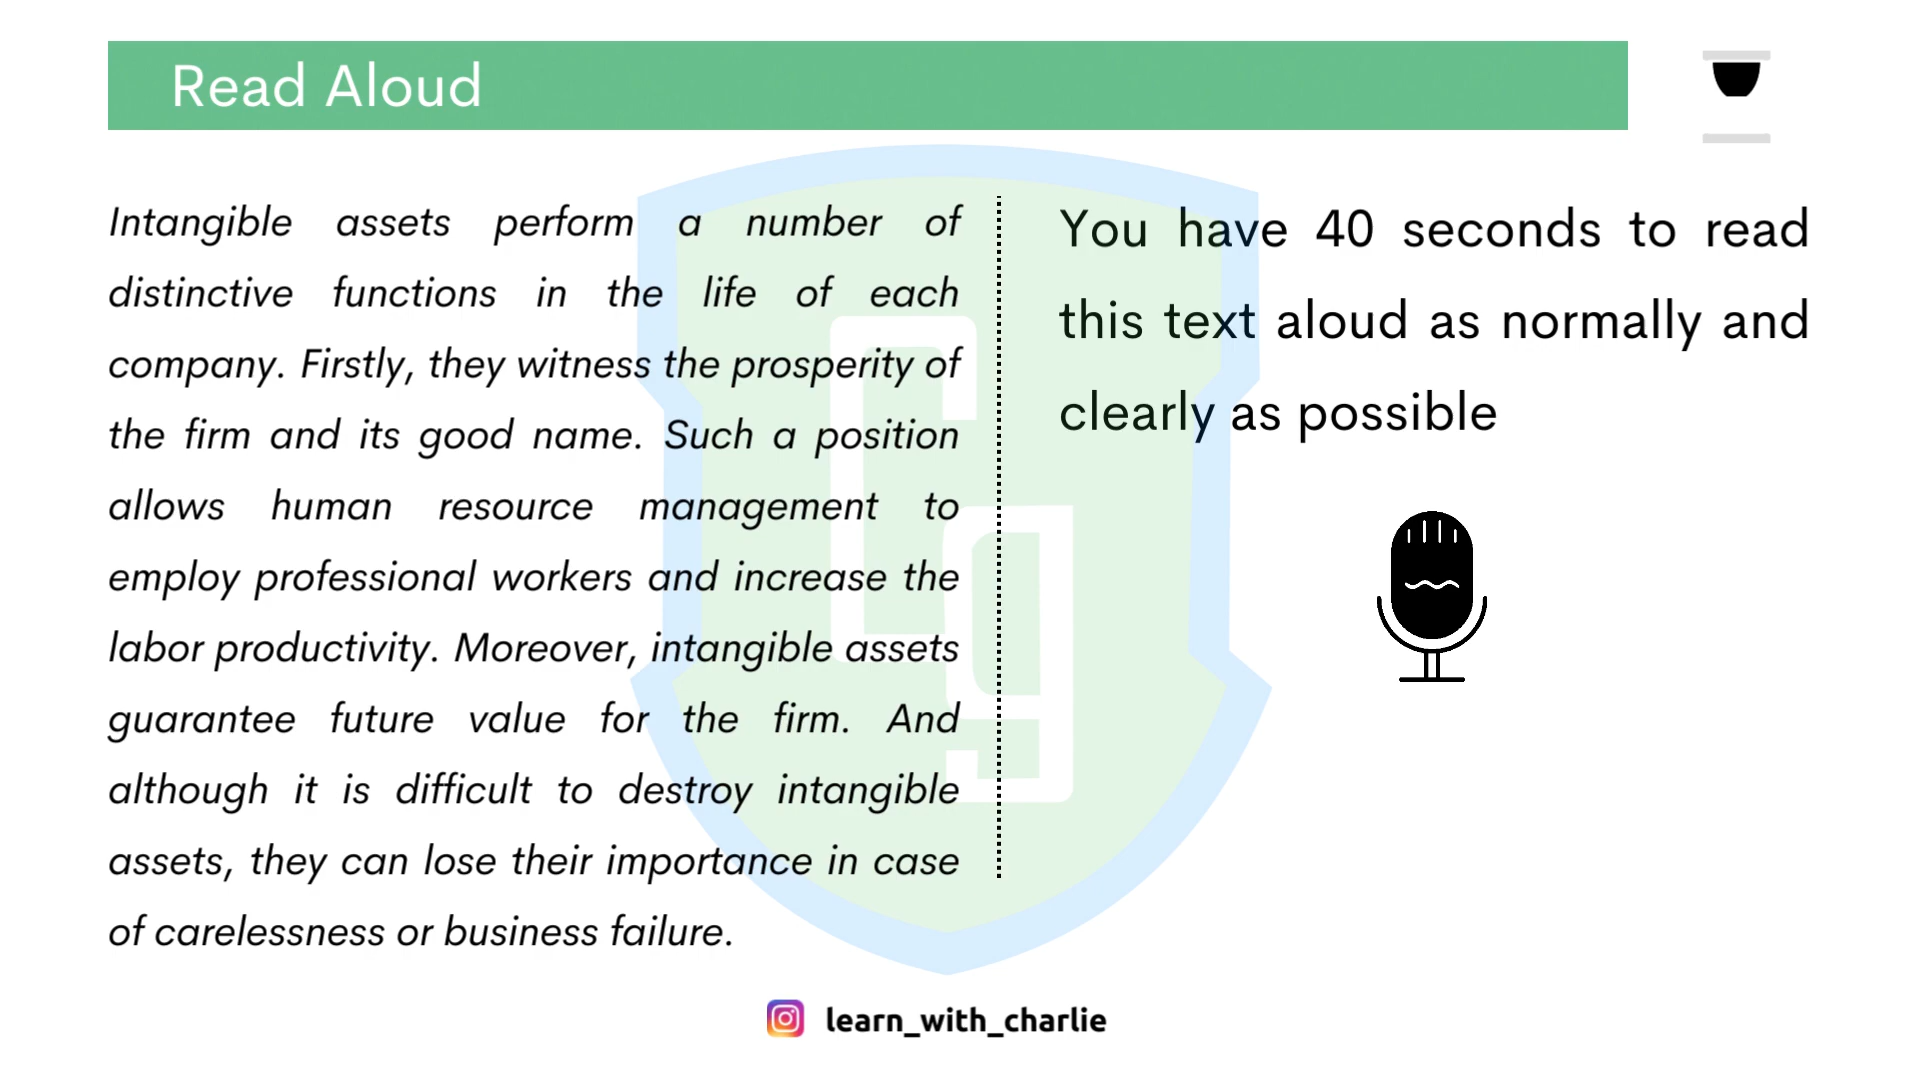 Read Aloud
Intangible assets perform a number of
distinctive functions in the life of each
company. Firstly, they witness the prosperity of
the firm and its good name. Such a position
allows human resource management to
employ professional workers and increase the
labor productivity. Moreover, intangible assets
guarantee future value for the firm. And
although it is difficult to destroy intangible
assets, they can lose their importance in case
of carelessness or business failure.
You have 40 seconds to read
this text aloud as normally and
clearly as possible
Cg
learn_with_charlie